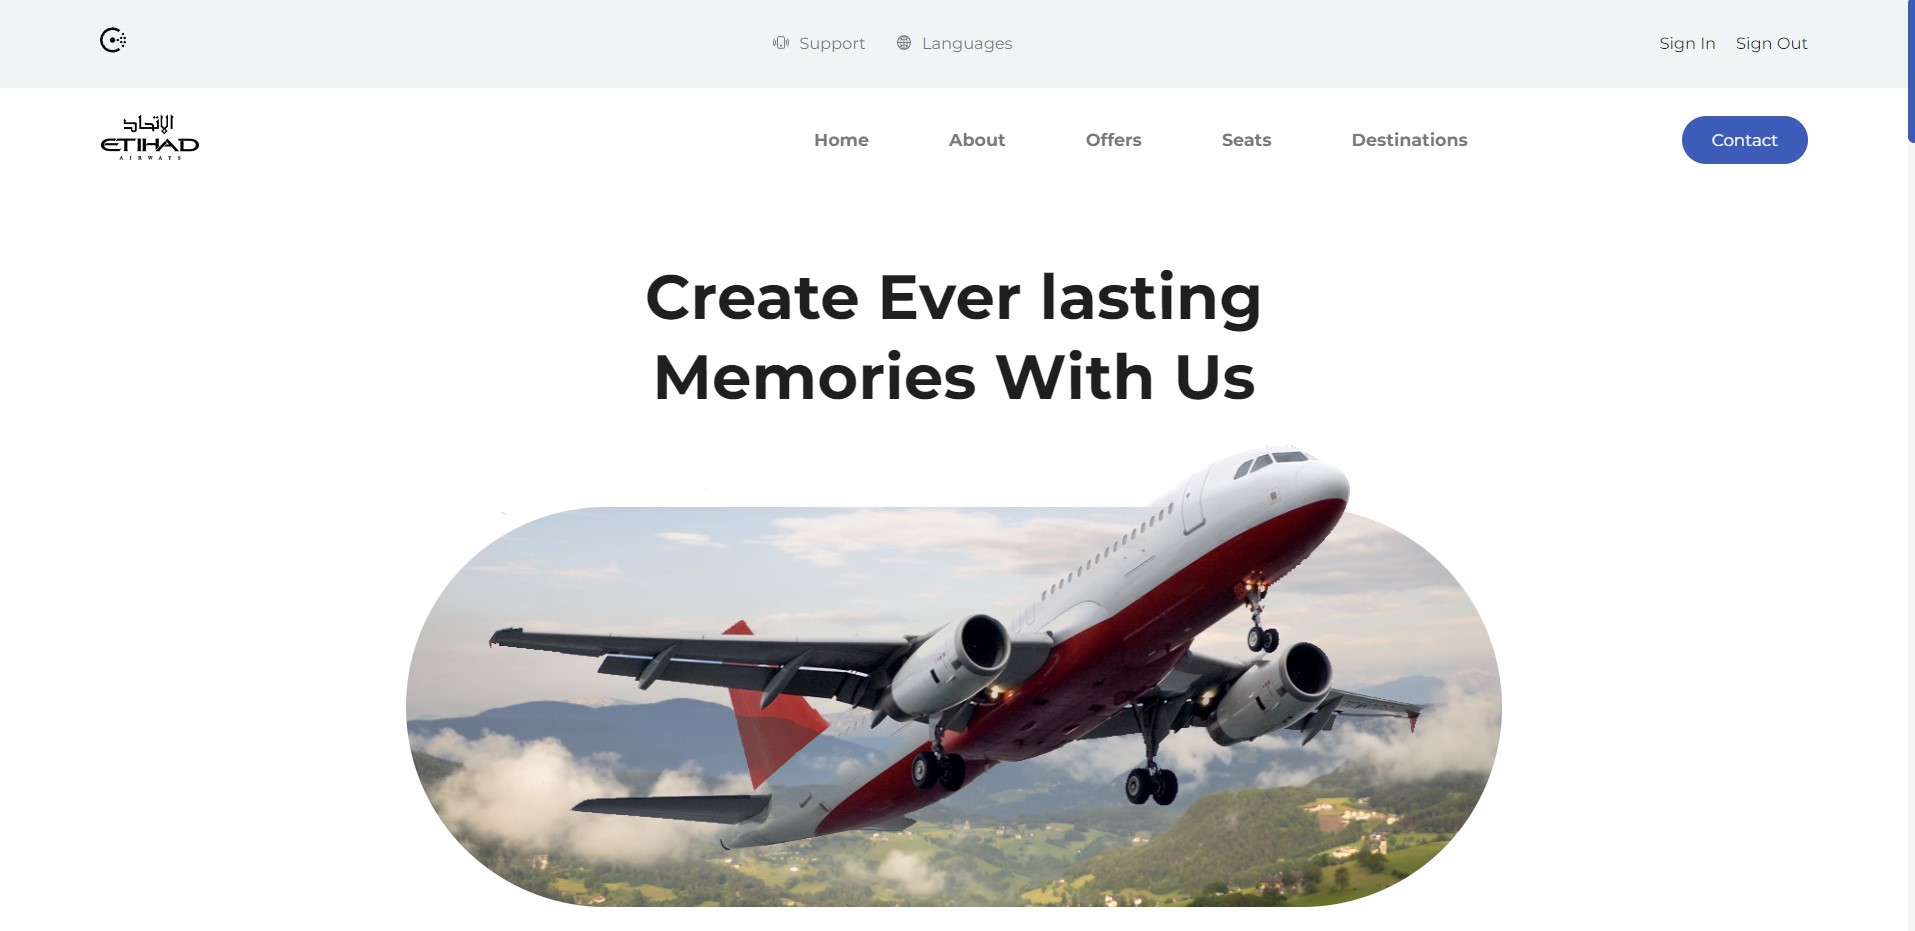 Support Languages Sign In Sign Out
الإتحاد
ETIHAD
AIRWAYS
Home About Offers Seats Destinations Contact
Create Ever lasting
Memories With Us